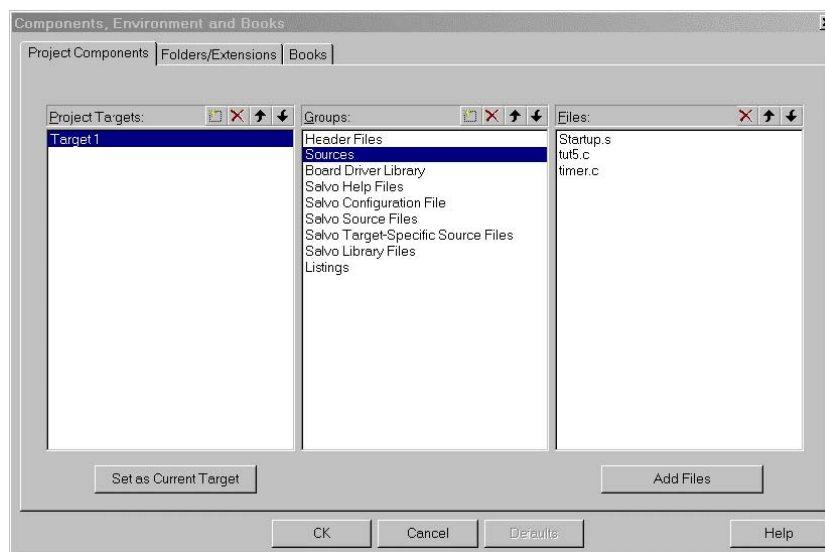 Components, Environment and Books
Project Components Folders/Extensions Books
Project Targets:
Target 1
Groups:
Header Files
Sources
Board Driver Library
Salvo Help Files
Salvo Configuration File
Salvo Source Files
Salvo Target-Specific Source Files
Salvo Library Files
Listings
Files:
Startup.s
tut5.c
timer.c
Set as Current Target
Add Files
OK Cancel Defaults Help